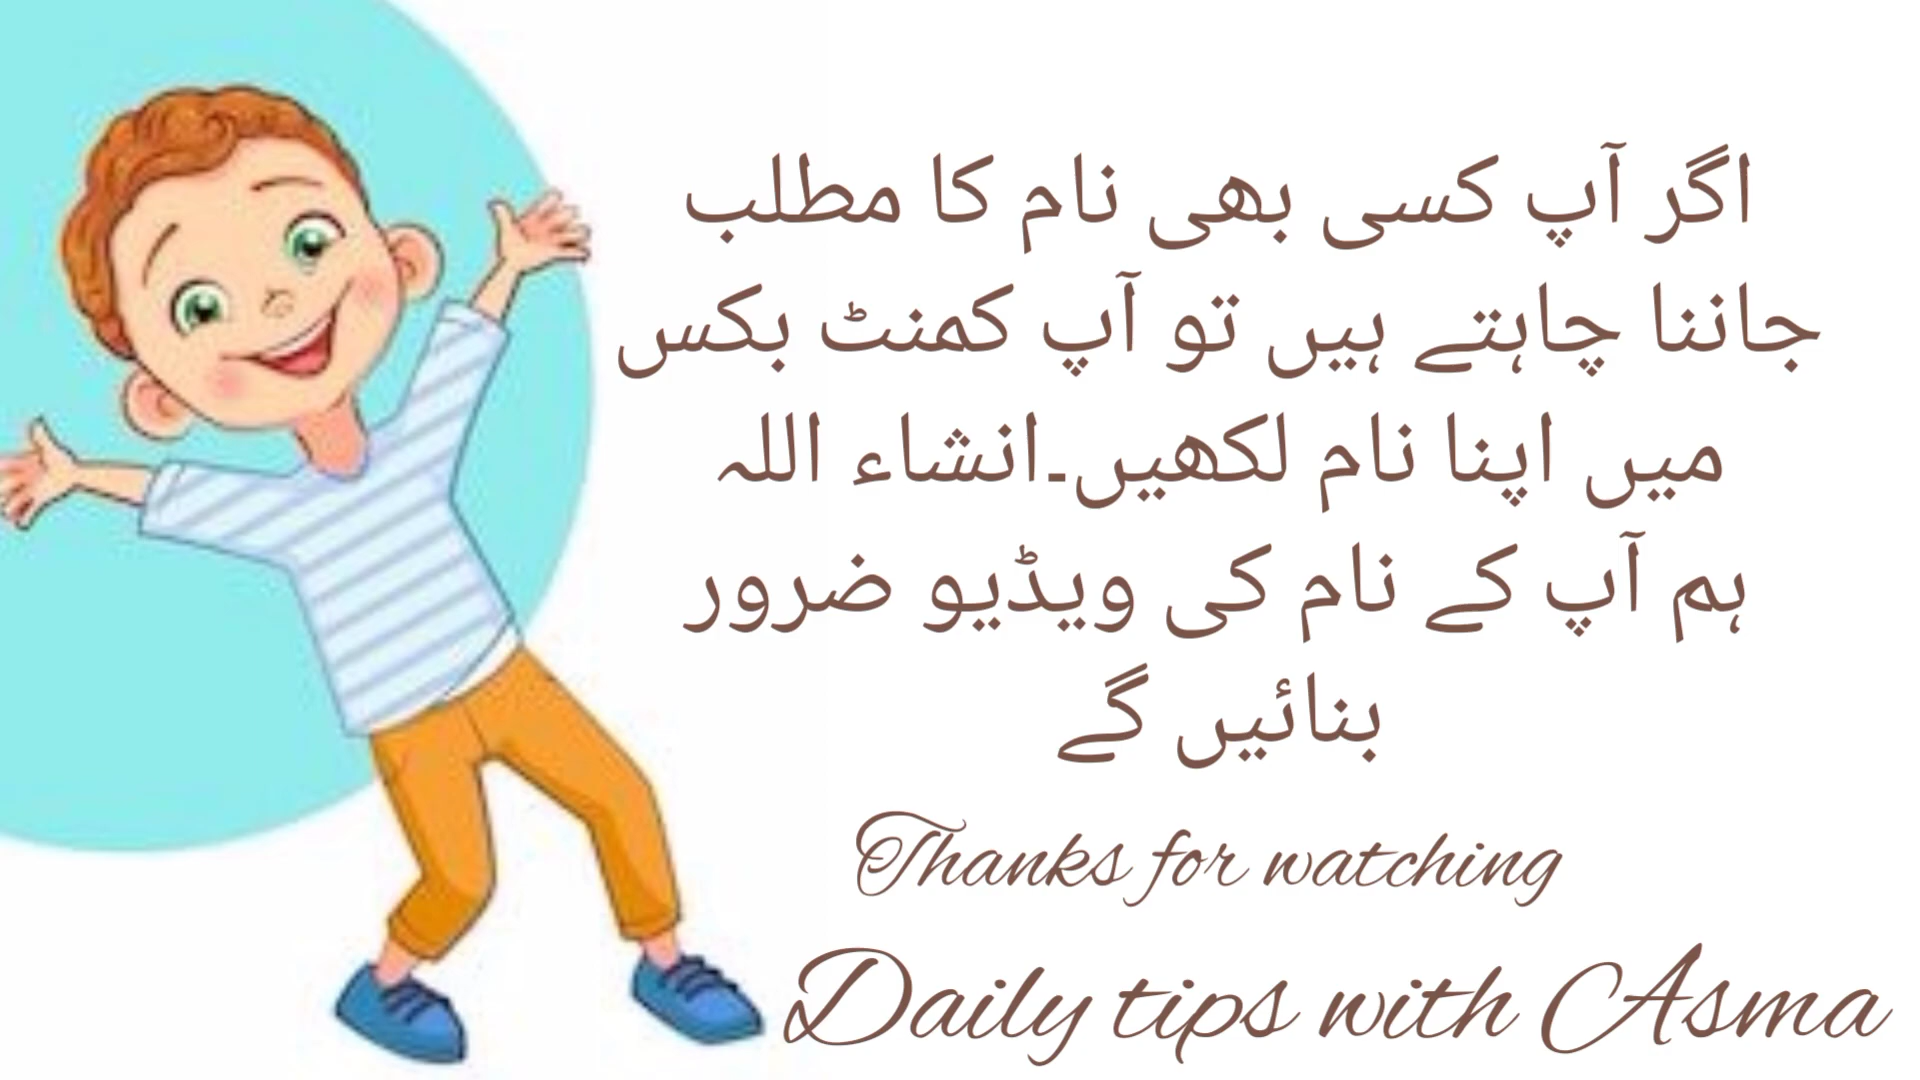 اگر آپ کسی بھی نام کا مطلب
جاننا چاہتے ہیں تو آپ کمنٹ بکس
میں اپنا نام لکھیں۔انشاء اللہ
ہم آپ کے نام کی ویڈیو ضرور
بنائیں گے
Thanks for watching
Daily tips with Asma